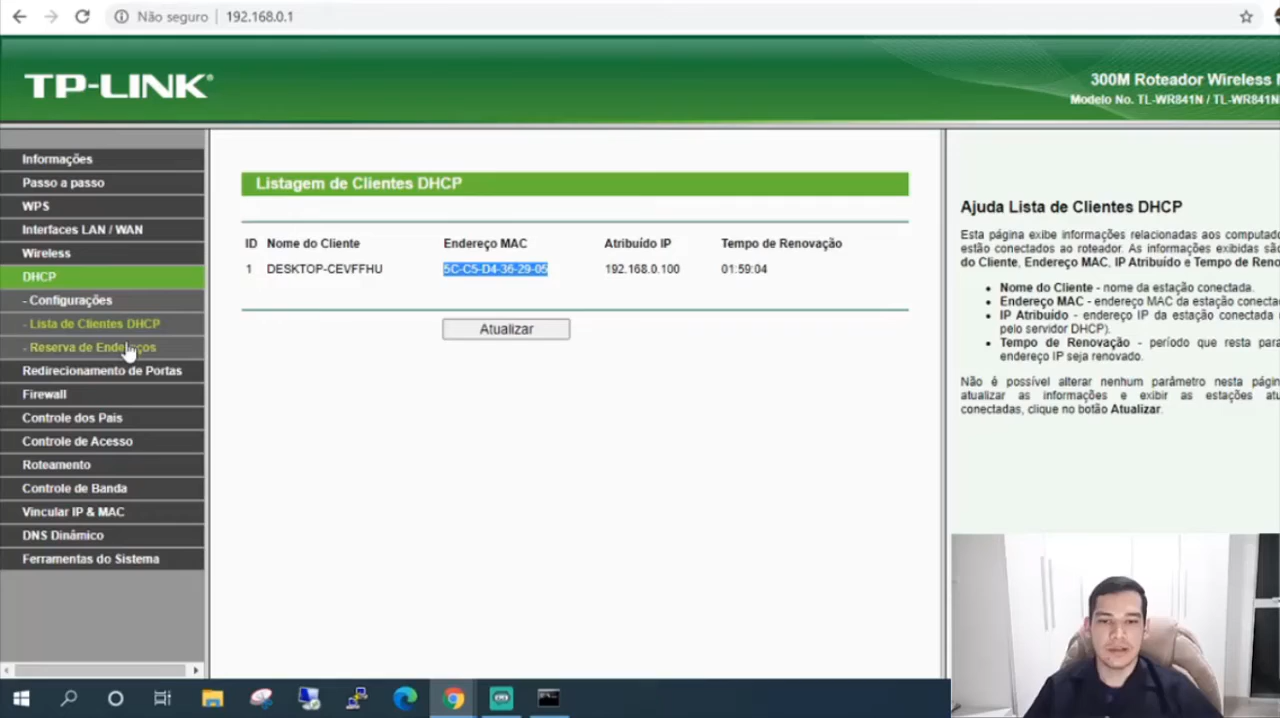 Não seguro
192.168.0.1
TP-LINK®
300M Roteador Wireless
Modelo No. TL-WR841N / TL-WR841N
Informações
Passo a passo
WPS
Interfaces LAN / WAN
Wireless
DHCP
- Configurações
- Lista de Clientes DHCP
- Reserva de Endereços
Redirecionamento de Portas
Firewall
Controle dos Pais
Controle de Acesso
Roteamento
Controle de Banda
Vincular IP & MAC
DNS Dinâmico
Ferramentas do Sistema
Listagem de Clientes DHCP
ID Nome do Cliente Endereço MAC Atribuído IP Tempo de Renovação
1 DESKTOP-CEVFFHU 5C-C5-D4-36-29-05 192.168.0.100 01:59:04
Atualizar
Ajuda Lista de Clientes DHCP
Esta página exibe informações relacionadas aos computado
estão conectados ao roteador. As informações exibidas são
do Cliente, Endereço MAC, IP Atribuído e Tempo de Reno
• Nome do Cliente - nome da estação conectada.
• Endereço MAC - endereço MAC da estação conecta
• IP Atribuído - endereço IP da estação conectada
pelo servidor DHCP).
• Tempo de Renovação - período que resta para
endereço IP seja renovado.
Não é possível alterar nenhum parâmetro nesta págin
atualizar as informações e exibir as estações atu
conectadas, clique no botão Atualizar.